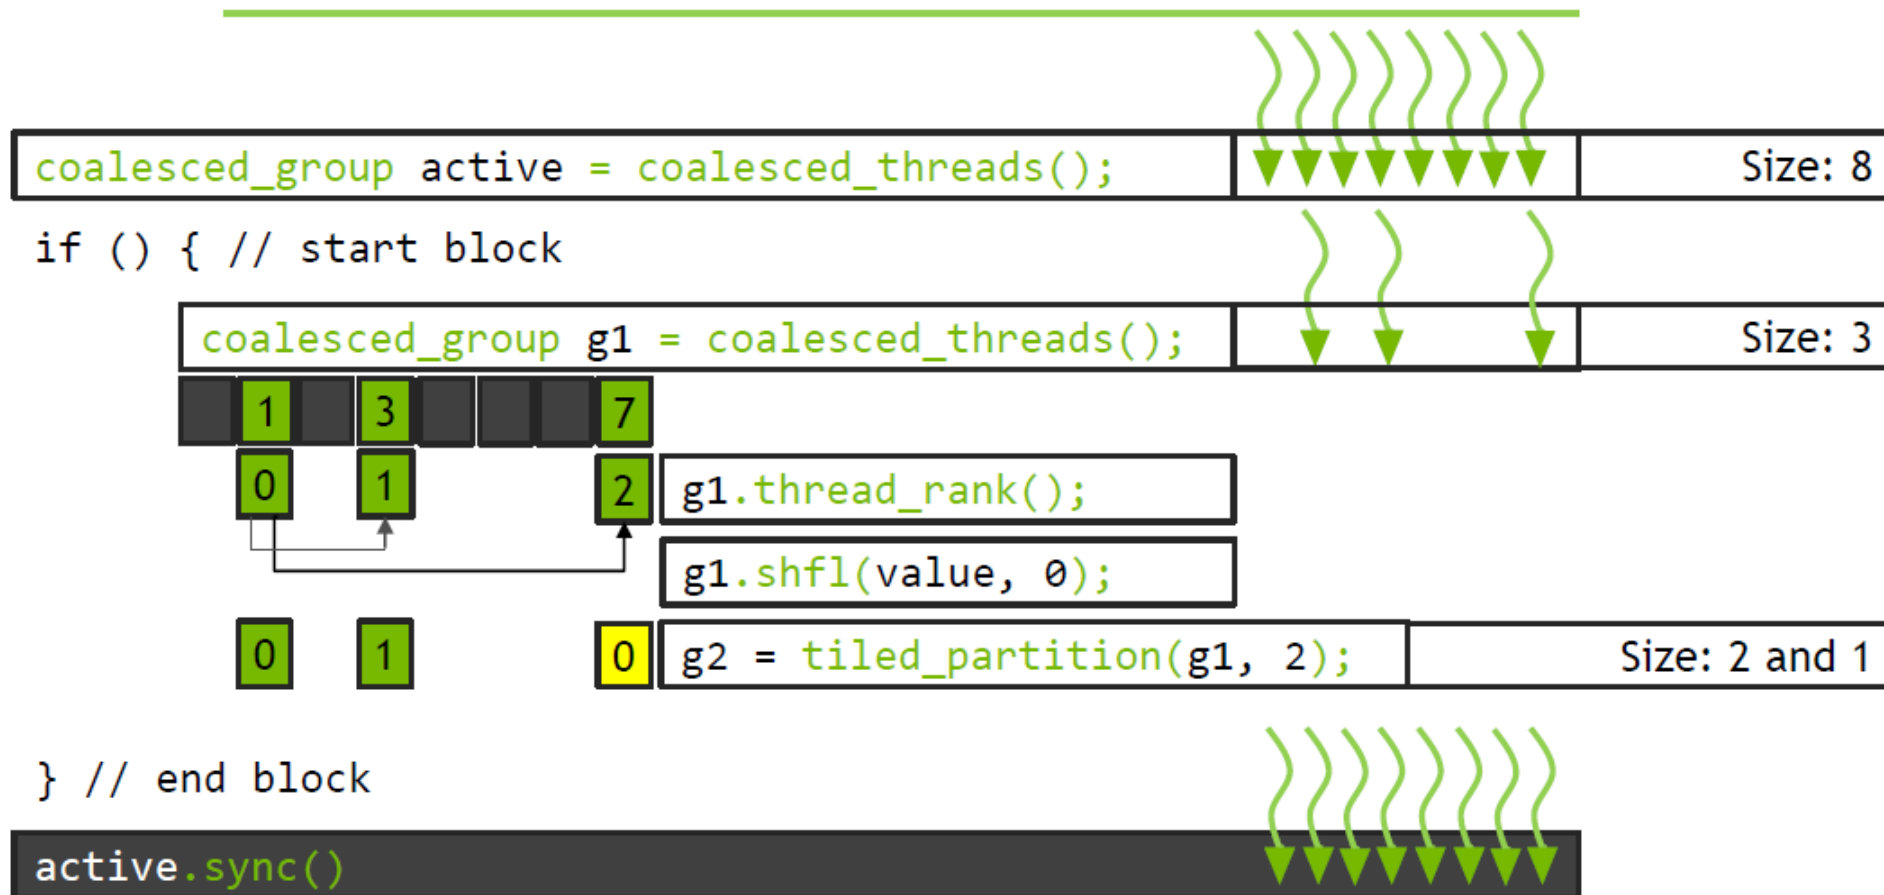 coalesced_group active = coalesced_threads(); Size: 8
if () { // start block
coalesced_group g1 = coalesced_threads(); Size: 3
1 3 7
0 1 2 g1.thread_rank();
g1.shfl(value, 0);
0 1 0 g2 = tiled_partition(g1, 2); Size: 2 and 1
} // end block
active.sync()